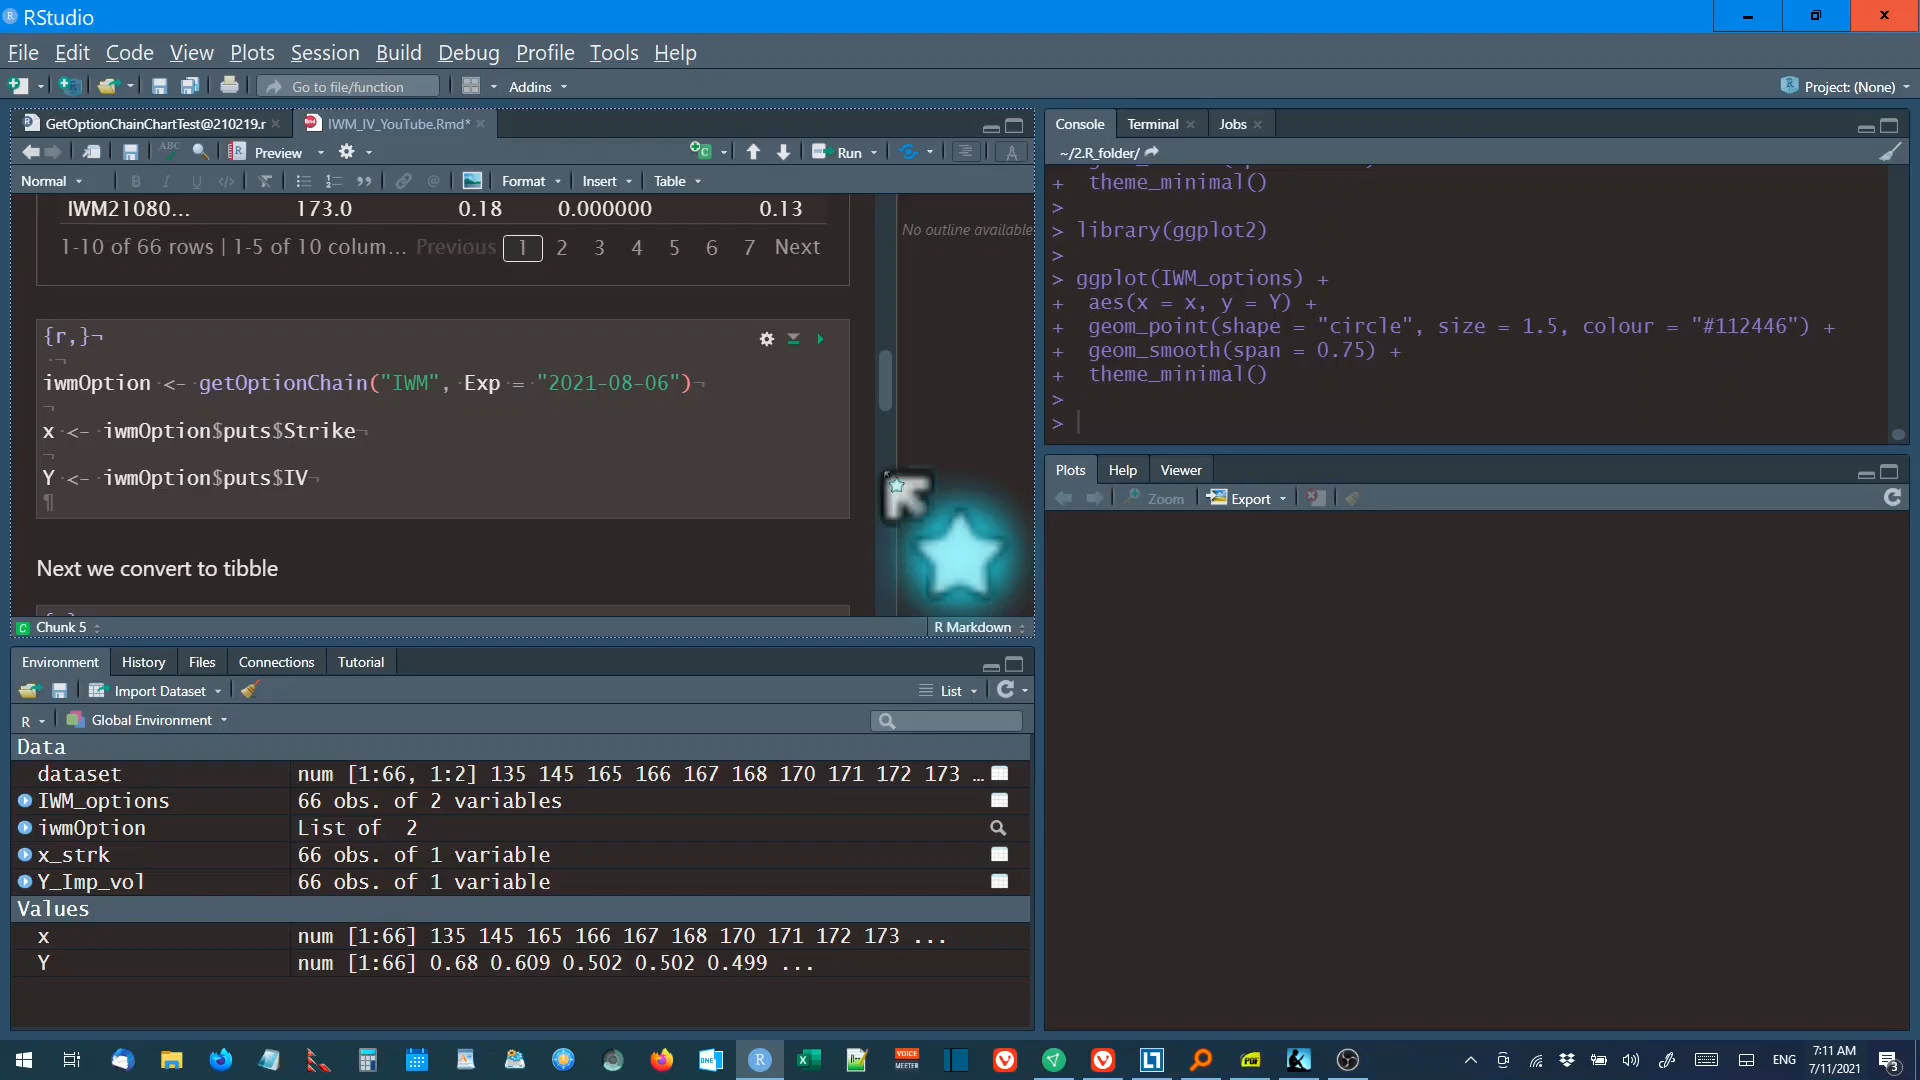 RStudio
File Edit Code View Plots Session Build Debug Profile Tools Help
Go to file/function Addins Project: (None)
GetOptionChainChartTest@210219.r IWM_IV_YouTube.Rmd*
ABC Preview Run
Normal Format Insert Table
IWM21080... 173.0 0.18 0.000000 0.13
1-10 of 66 rows | 1-5 of 10 colum... Previous 1 2 3 4 5 6 7 Next
{r,}¬
iwmOption <- getOptionChain("IWM", Exp = "2021-08-06")¬
¬
x <- iwmOption$puts$Strike¬
¬
Y <- iwmOption$puts$IV¬
¶
Next we convert to tibble
No outline available
Chunk 5 R Markdown
Console Terminal Jobs
~/2.R_folder/
+ theme_minimal()
>
> library(ggplot2)
>
> ggplot(IWM_options) +
+ aes(x = x, y = Y) +
+ geom_point(shape = "circle", size = 1.5, colour = "#112446") +
+ geom_smooth(span = 0.75) +
+ theme_minimal()
>
>
Plots Help Viewer
Zoom Export
Environment History Files Connections Tutorial
Import Dataset List
R Global Environment
Data
dataset num [1:66, 1:2] 135 145 165 166 167 168 170 171 172 173 ...
IWM_options 66 obs. of 2 variables
iwmOption List of 2
x_strk 66 obs. of 1 variable
Y_Imp_vol 66 obs. of 1 variable
Values
x num [1:66] 135 145 165 166 167 168 170 171 172 173 ...
Y num [1:66] 0.68 0.609 0.502 0.502 0.499 ...
ENG 7:11 AM
7/11/2021